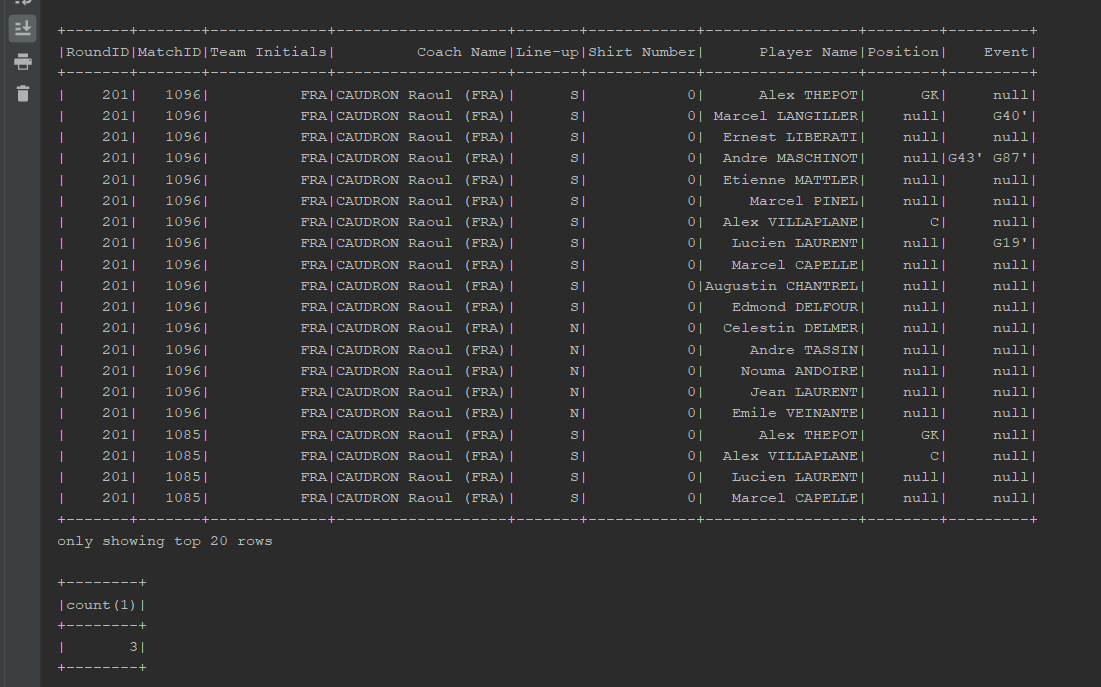 +-------+-------+-------------+-------------------+-------+------------+-----------------+--------+---------+
|RoundID|MatchID|Team Initials|         Coach Name|Line-up|Shirt Number|      Player Name|Position|    Event|
+-------+-------+-------------+-------------------+-------+------------+-----------------+--------+---------+
|    201|   1096|          FRA|CAUDRON Raoul (FRA)|      S|           0|      Alex THEPOT|      GK|     null|
|    201|   1096|          FRA|CAUDRON Raoul (FRA)|      S|           0| Marcel LANGILLER|    null|     G40'|
|    201|   1096|          FRA|CAUDRON Raoul (FRA)|      S|           0|  Ernest LIBERATI|    null|     null|
|    201|   1096|          FRA|CAUDRON Raoul (FRA)|      S|           0|  Andre MASCHINOT|    null|G43' G87'|
|    201|   1096|          FRA|CAUDRON Raoul (FRA)|      S|           0|  Etienne MATTLER|    null|     null|
|    201|   1096|          FRA|CAUDRON Raoul (FRA)|      S|           0|     Marcel PINEL|    null|     null|
|    201|   1096|          FRA|CAUDRON Raoul (FRA)|      S|           0|  Alex VILLAPLANE|       C|     null|
|    201|   1096|          FRA|CAUDRON Raoul (FRA)|      S|           0|   Lucien LAURENT|    null|     G19'|
|    201|   1096|          FRA|CAUDRON Raoul (FRA)|      S|           0|   Marcel CAPELLE|    null|     null|
|    201|   1096|          FRA|CAUDRON Raoul (FRA)|      S|           0|Augustin CHANTREL|    null|     null|
|    201|   1096|          FRA|CAUDRON Raoul (FRA)|      S|           0|   Edmond DELFOUR|    null|     null|
|    201|   1096|          FRA|CAUDRON Raoul (FRA)|      N|           0|  Celestin DELMER|    null|     null|
|    201|   1096|          FRA|CAUDRON Raoul (FRA)|      N|           0|     Andre TASSIN|    null|     null|
|    201|   1096|          FRA|CAUDRON Raoul (FRA)|      N|           0|    Nouma ANDOIRE|    null|     null|
|    201|   1096|          FRA|CAUDRON Raoul (FRA)|      N|           0|     Jean LAURENT|    null|     null|
|    201|   1096|          FRA|CAUDRON Raoul (FRA)|      N|           0|   Emile VEINANTE|    null|     null|
|    201|   1085|          FRA|CAUDRON Raoul (FRA)|      S|           0|      Alex THEPOT|      GK|     null|
|    201|   1085|          FRA|CAUDRON Raoul (FRA)|      S|           0|  Alex VILLAPLANE|       C|     null|
|    201|   1085|          FRA|CAUDRON Raoul (FRA)|      S|           0|   Lucien LAURENT|    null|     null|
|    201|   1085|          FRA|CAUDRON Raoul (FRA)|      S|           0|   Marcel CAPELLE|    null|     null|
+-------+-------+-------------+-------------------+-------+------------+-----------------+--------+---------+
only showing top 20 rows
+--------+
|count(1)|
+--------+
|       3|
+--------+